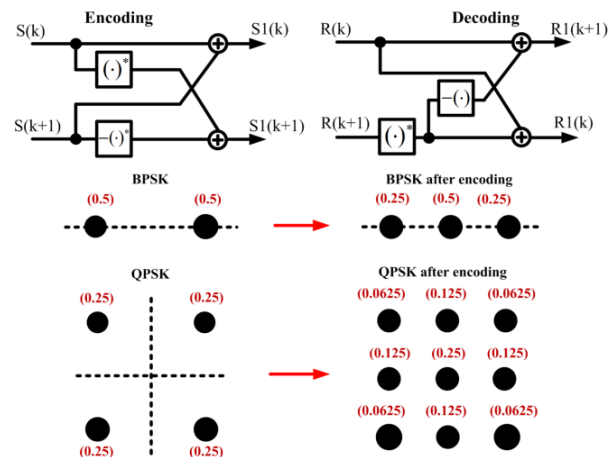 Encoding
Decoding
S(k)
S1(k)
R(k)
R1(k+1)
(·)*
−(·)
S(k+1)
−(·)*
S1(k+1)
R(k+1)
(·)*
R1(k)
BPSK
BPSK after encoding
(0.5) (0.5)
(0.25) (0.5) (0.25)
QPSK
QPSK after encoding
(0.25) (0.25)
(0.0625) (0.125) (0.0625)
(0.125) (0.25) (0.125)
(0.0625) (0.125) (0.0625)
(0.25) (0.25)